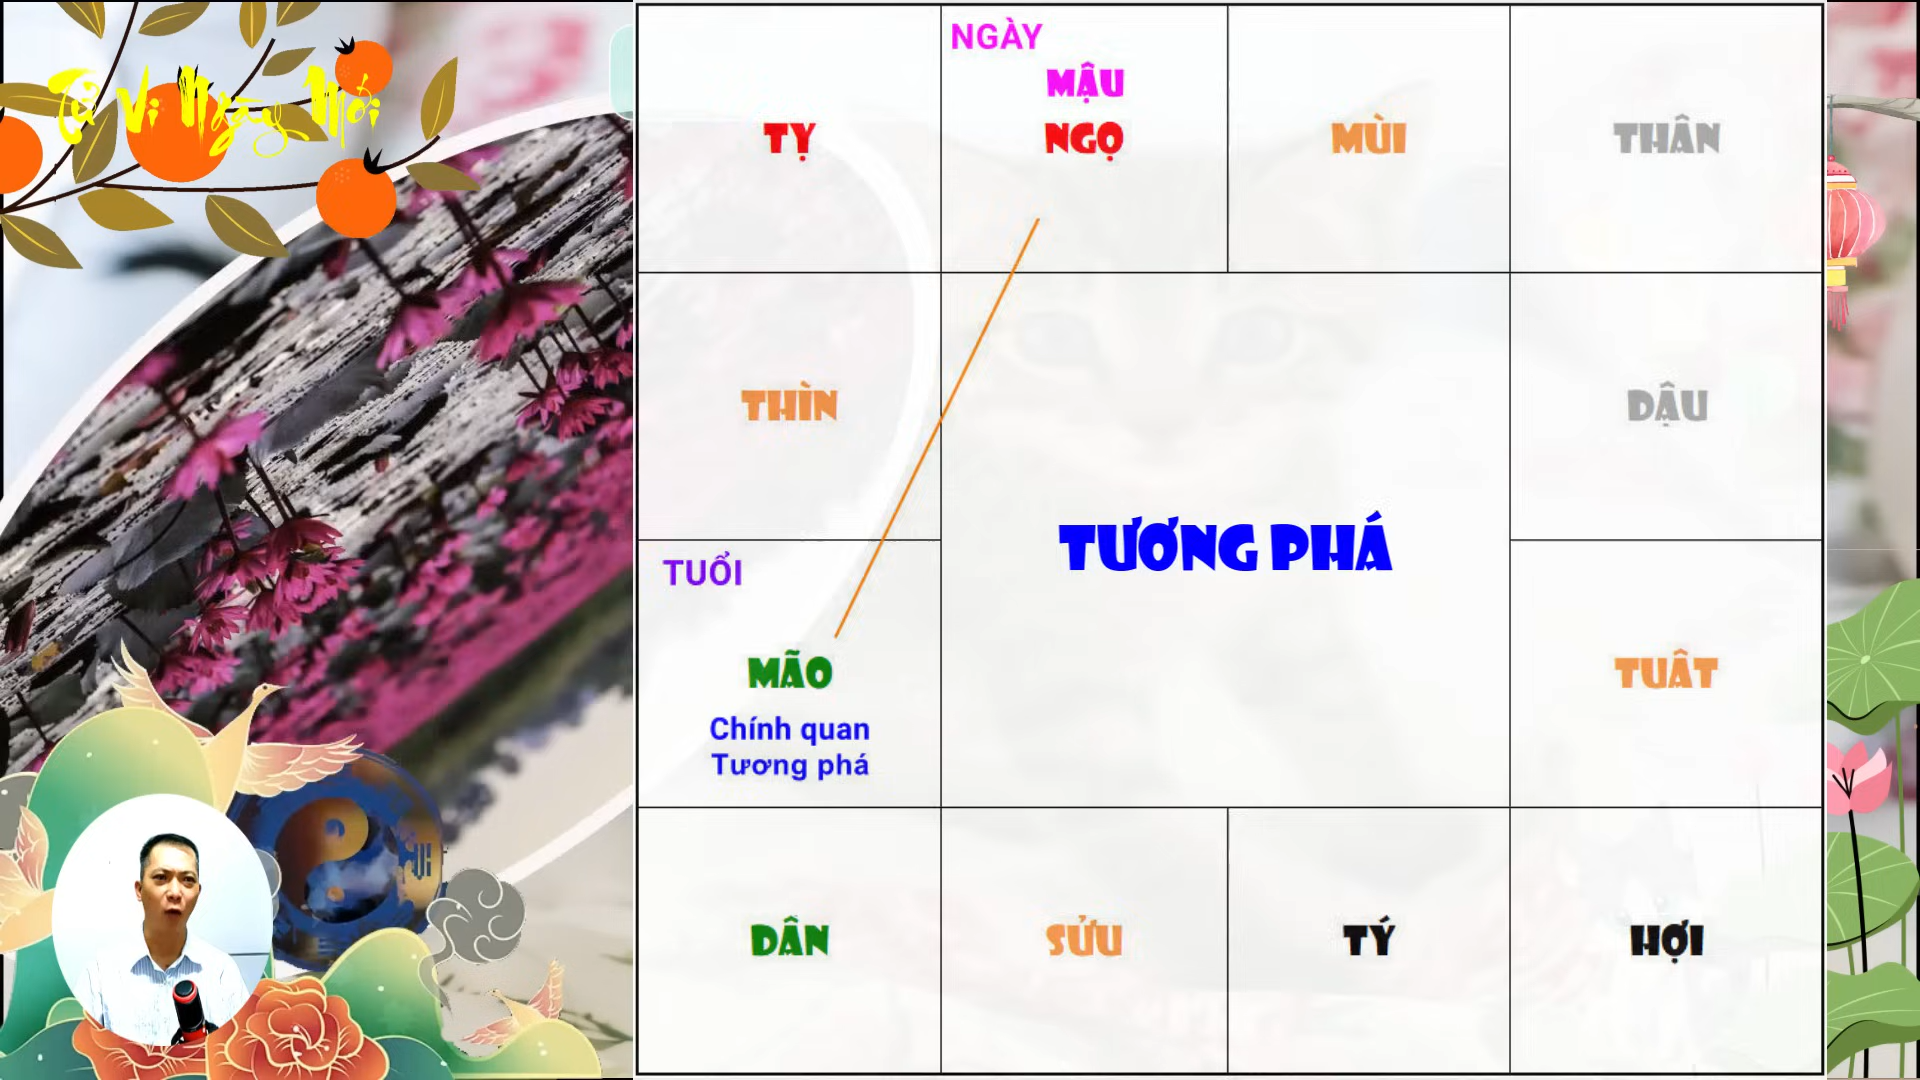 Tử Vi Ngày Mới
NGÀY
MẬU
TỴ
NGỌ
MÙI
THÂN
THÌN
DẬU
TƯƠNG PHÁ
TUỔI
MÃO
TUẤT
Chính quan
Tương phá
DẦN
SỬU
TÝ
HỢI